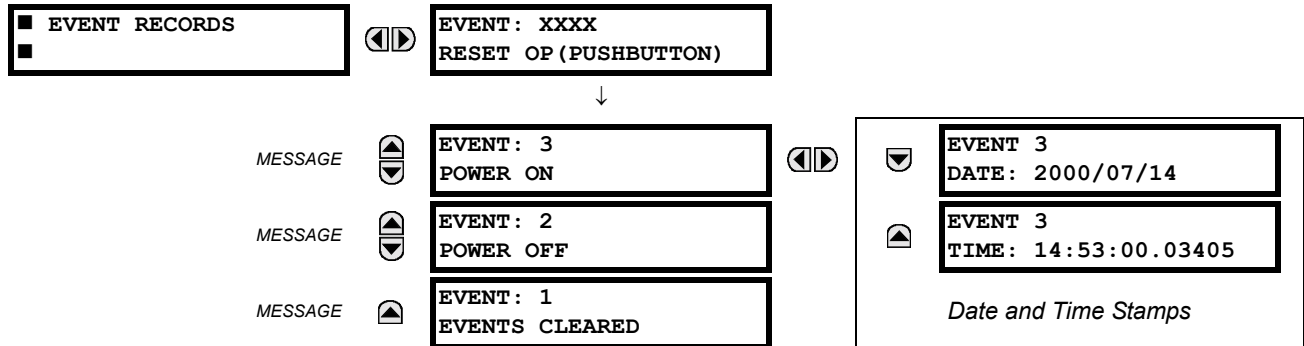 ■ EVENT RECORDS
■
EVENT: XXXX
RESET OP(PUSHBUTTON)
↓
MESSAGE
EVENT: 3
POWER ON
EVENT 3
DATE: 2000/07/14
MESSAGE
EVENT: 2
POWER OFF
EVENT 3
TIME: 14:53:00.03405
MESSAGE
EVENT: 1
EVENTS CLEARED
Date and Time Stamps